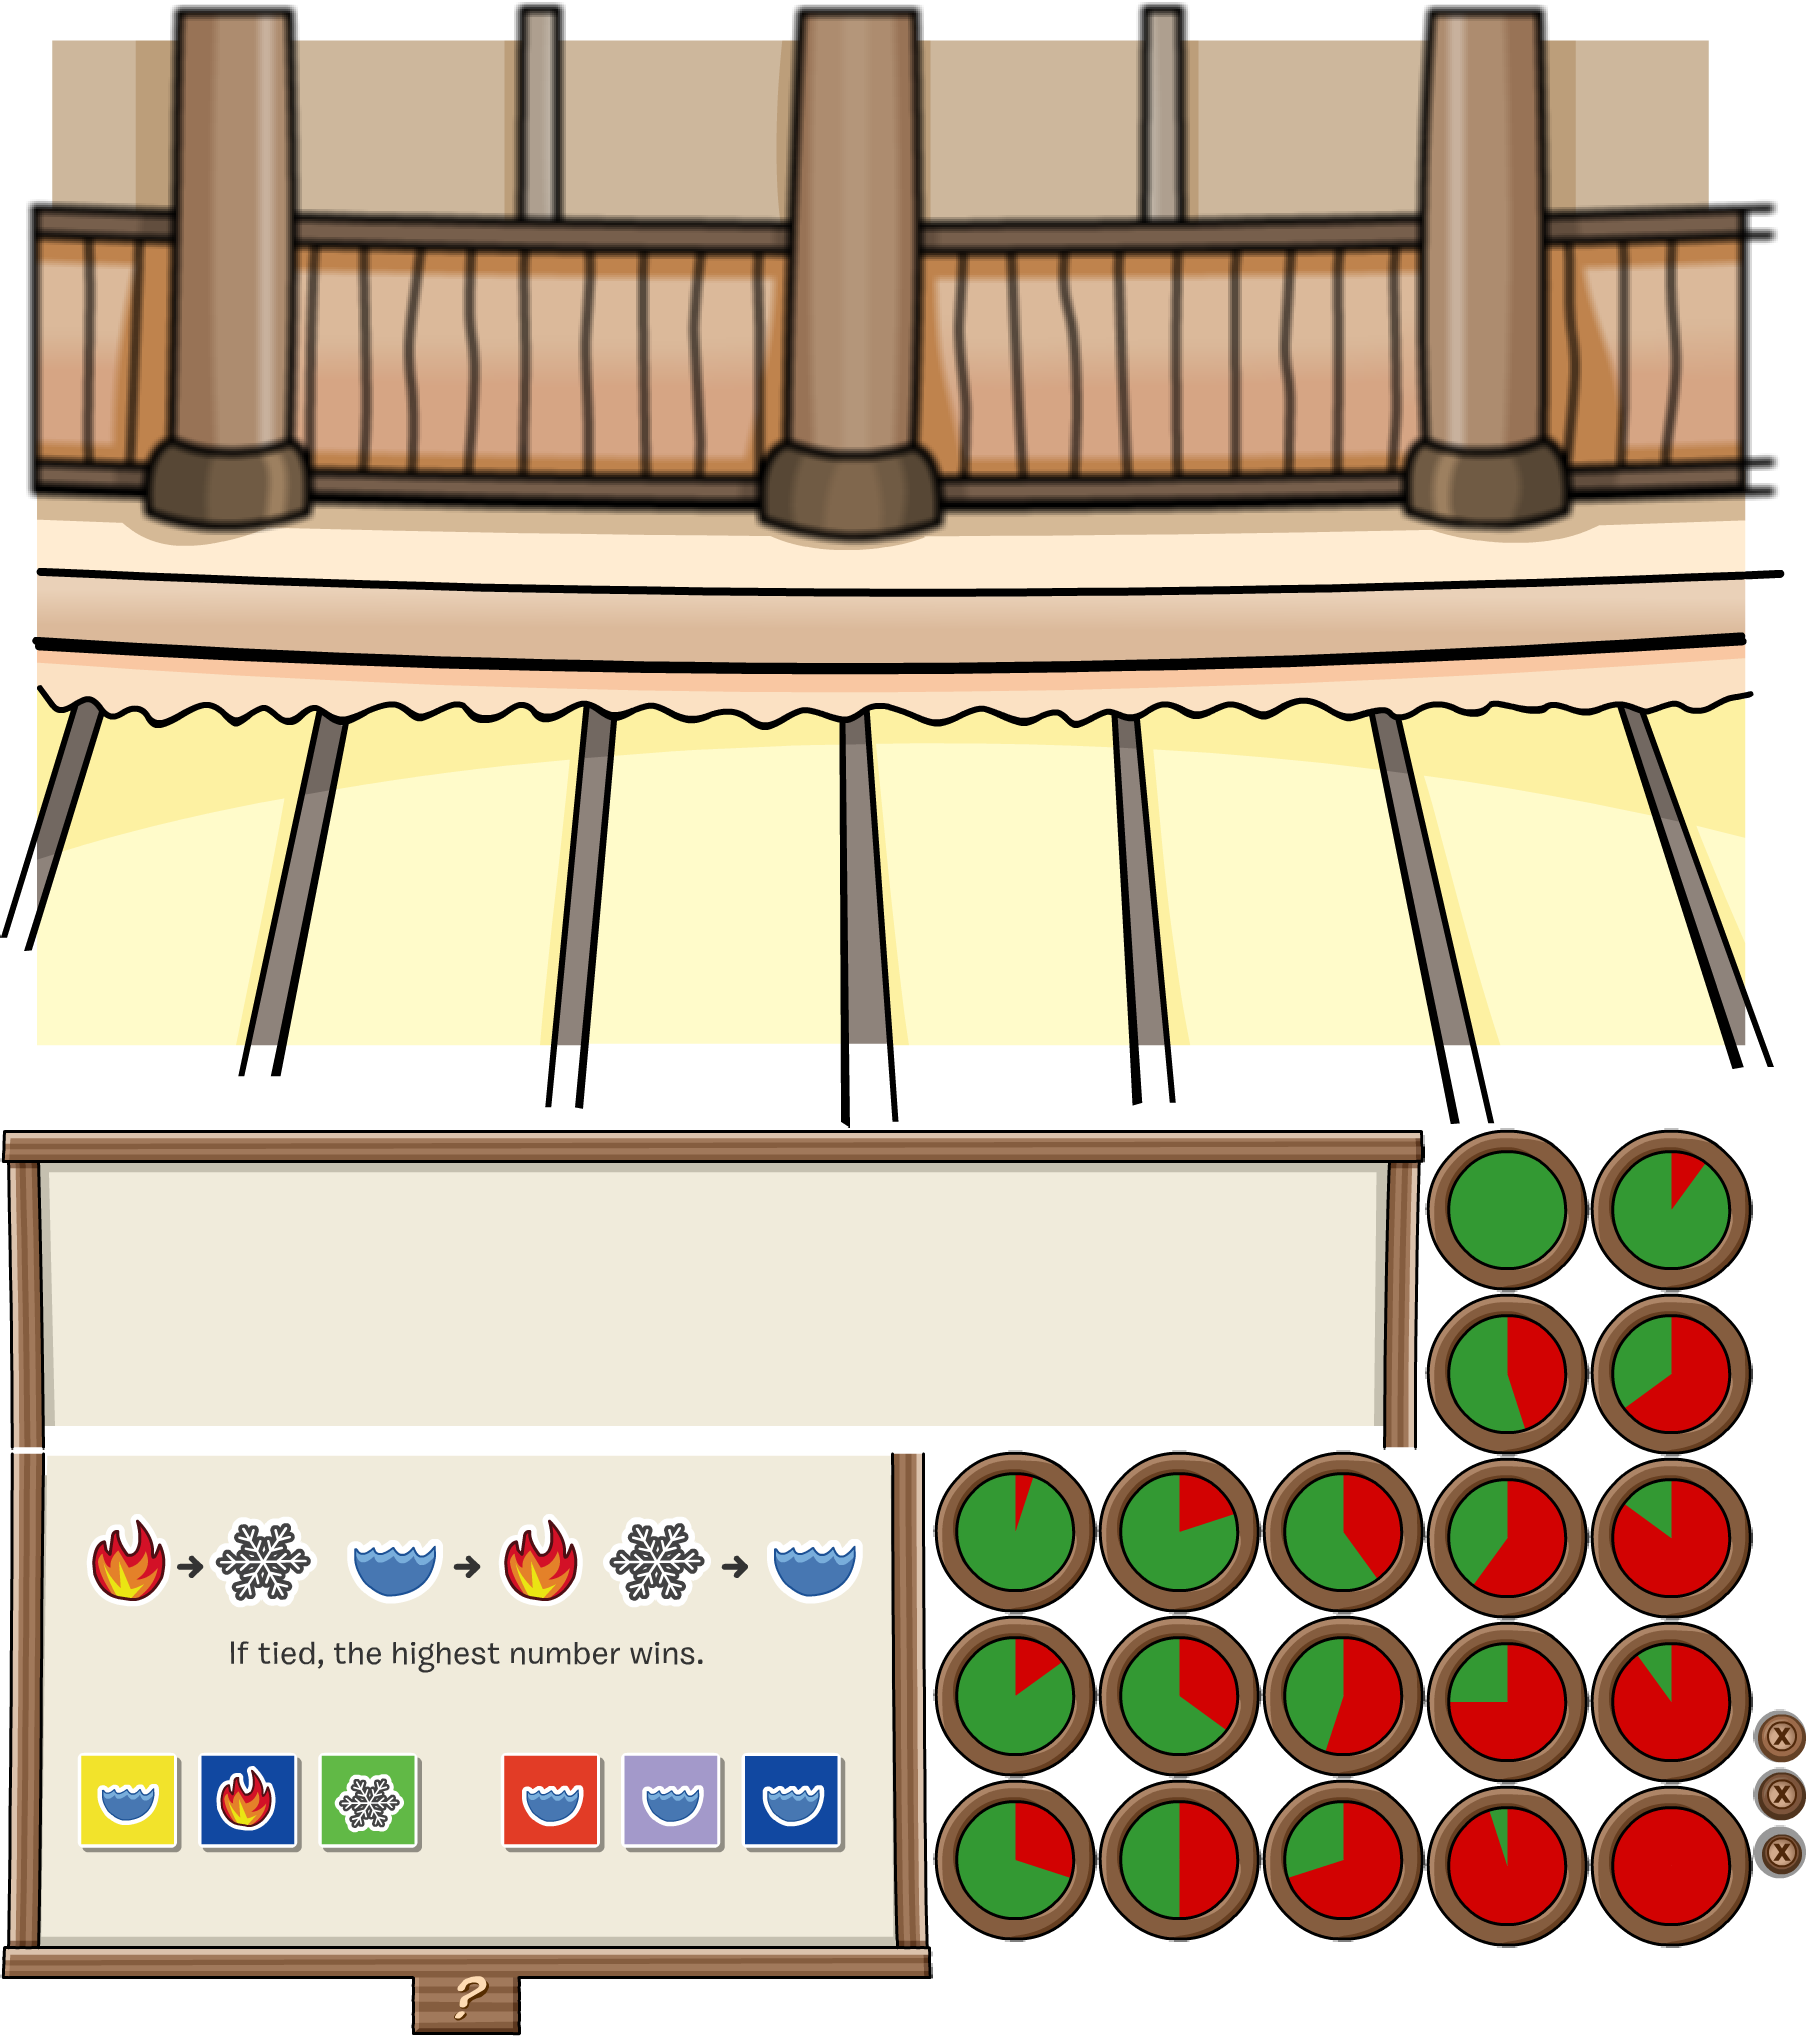 If tied, the highest number wins.
X
X
X
?